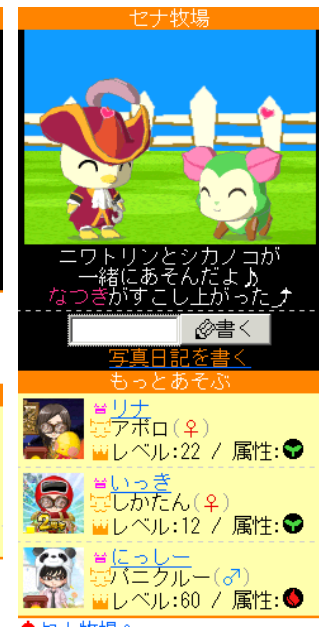 セナ牧場
ニワトリンとシカノコが
一緒にあそんだよ♪
なつきがすこし上がった⤴
書く
写真日記を書く
もっとあそぶ
リナ
アポロ(♀)
レベル:22 / 属性:
いっき
しかたん(♀)
レベル:12 / 属性:
にっしー
バニクルー(♂)
レベル:60 / 属性: